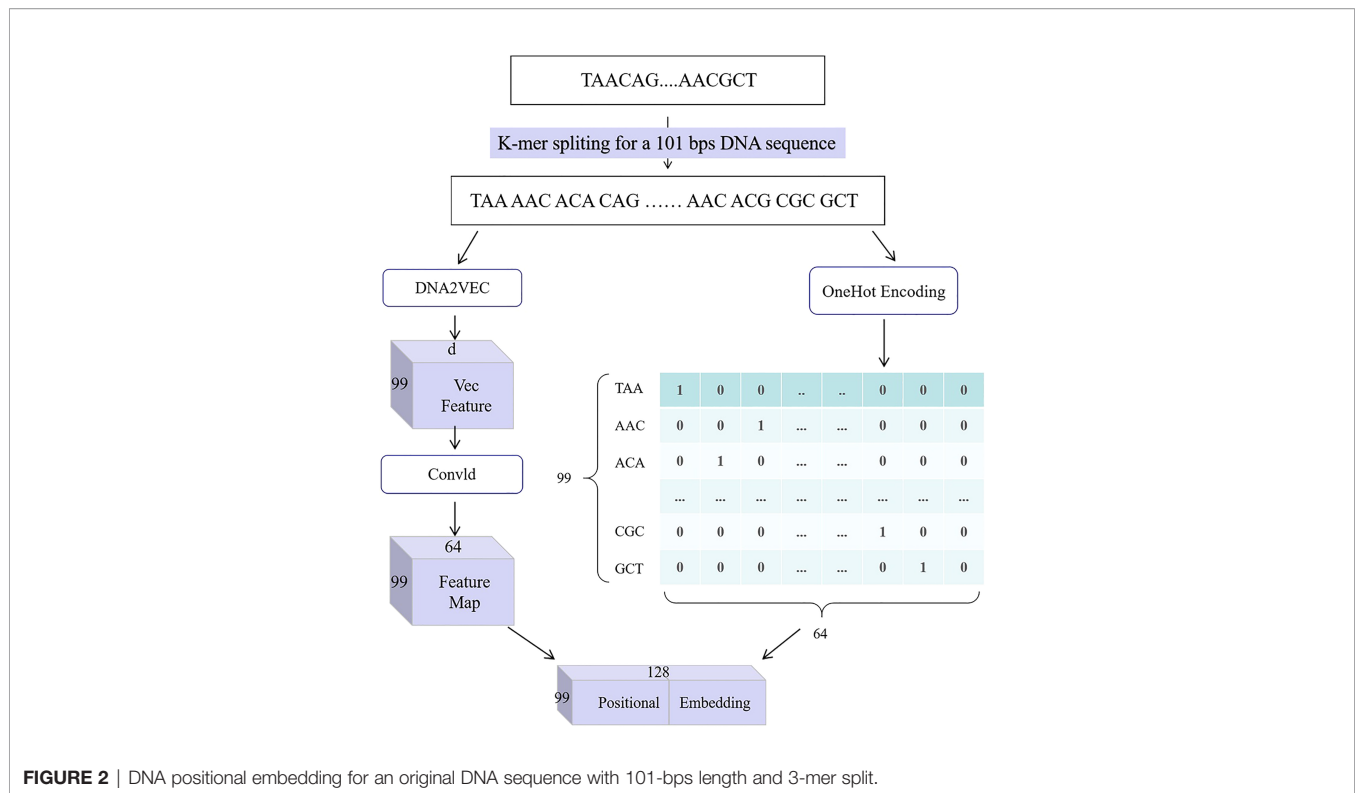 TAACAG....AACGCT
K-mer spliting for a 101 bps DNA sequence
TAA AAC ACA CAG …… AAC ACG CGC GCT
DNA2VEC
OneHot Encoding
d
99
Vec
Feature
Convld
64
99
Feature
Map
99
TAA 1 0 0 .. .. 0 0 0
AAC 0 0 1 ... ... 0 0 0
ACA 0 1 0 ... ... 0 0 0
... ... ... ... ... ... ... ...
CGC 0 0 0 ... ... 1 0 0
GCT 0 0 0 ... ... 0 1 0
64
128
99
Positional Embedding
FIGURE 2 | DNA positional embedding for an original DNA sequence with 101-bps length and 3-mer split.